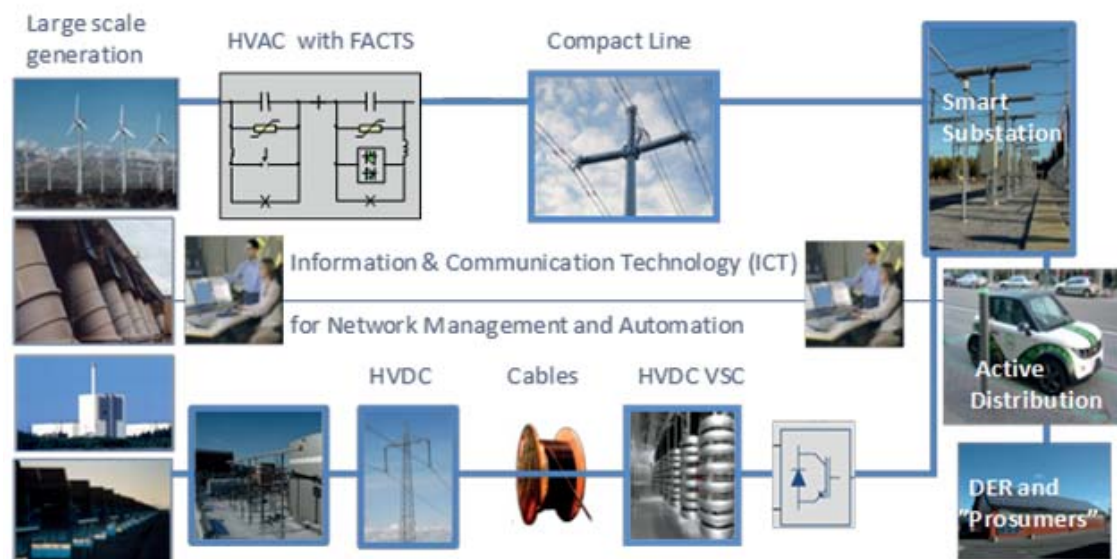 Large scale
generation
HVAC with FACTS
Compact Line
Smart
Substation
Information & Communication Technology (ICT)
for Network Management and Automation
HVDC
Cables
HVDC VSC
Active
Distribution
DER and
"Prosumers"